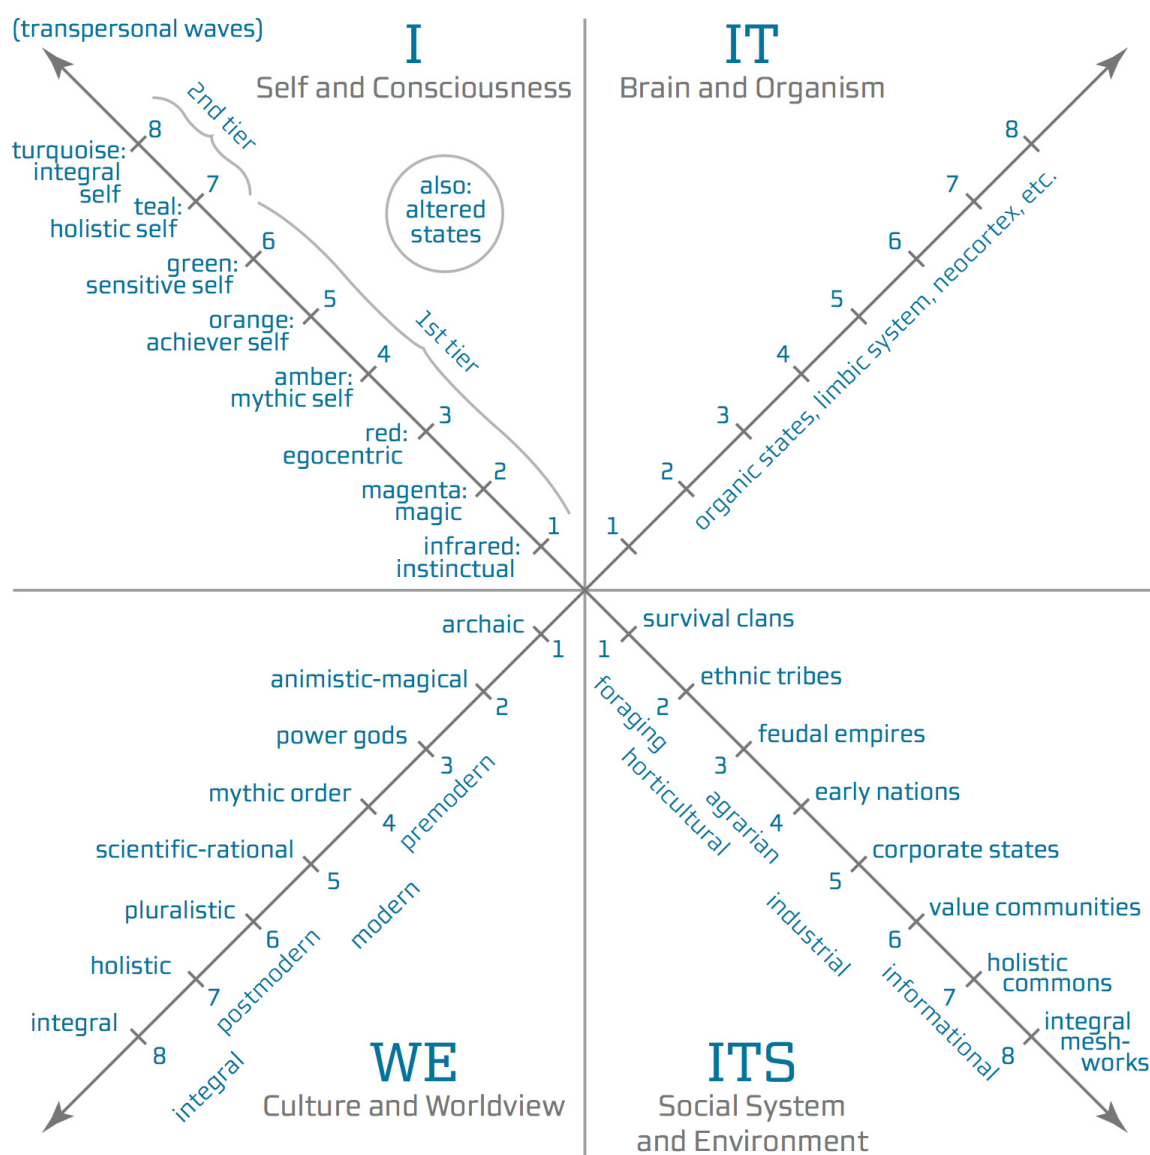 (transpersonal waves)
I
Self and Consciousness
2nd tier
8
turquoise:
integral
self
7
teal:
holistic self
also:
altered
states
6
green:
sensitive self
5
orange:
achiever self
1st tier
4
amber:
mythic self
3
red:
egocentric
2
magenta:
magic
1
infrared:
instinctual
IT
Brain and Organism
8
7
6
5
4
3
2
1
organic states, limbic system, neocortex, etc.
archaic
1
animistic-magical
2
power gods
3
premodern
mythic order
4
scientific-rational
5
modern
pluralistic
6
postmodern
holistic
7
integral
8
integral
WE
Culture and Worldview
survival clans
1
foraging
ethnic tribes
2
horticultural
feudal empires
3
agrarian
early nations
4
corporate states
5
industrial
value communities
6
informational
holistic
commons
7
integral
mesh-
works
8
ITS
Social System
and Environment